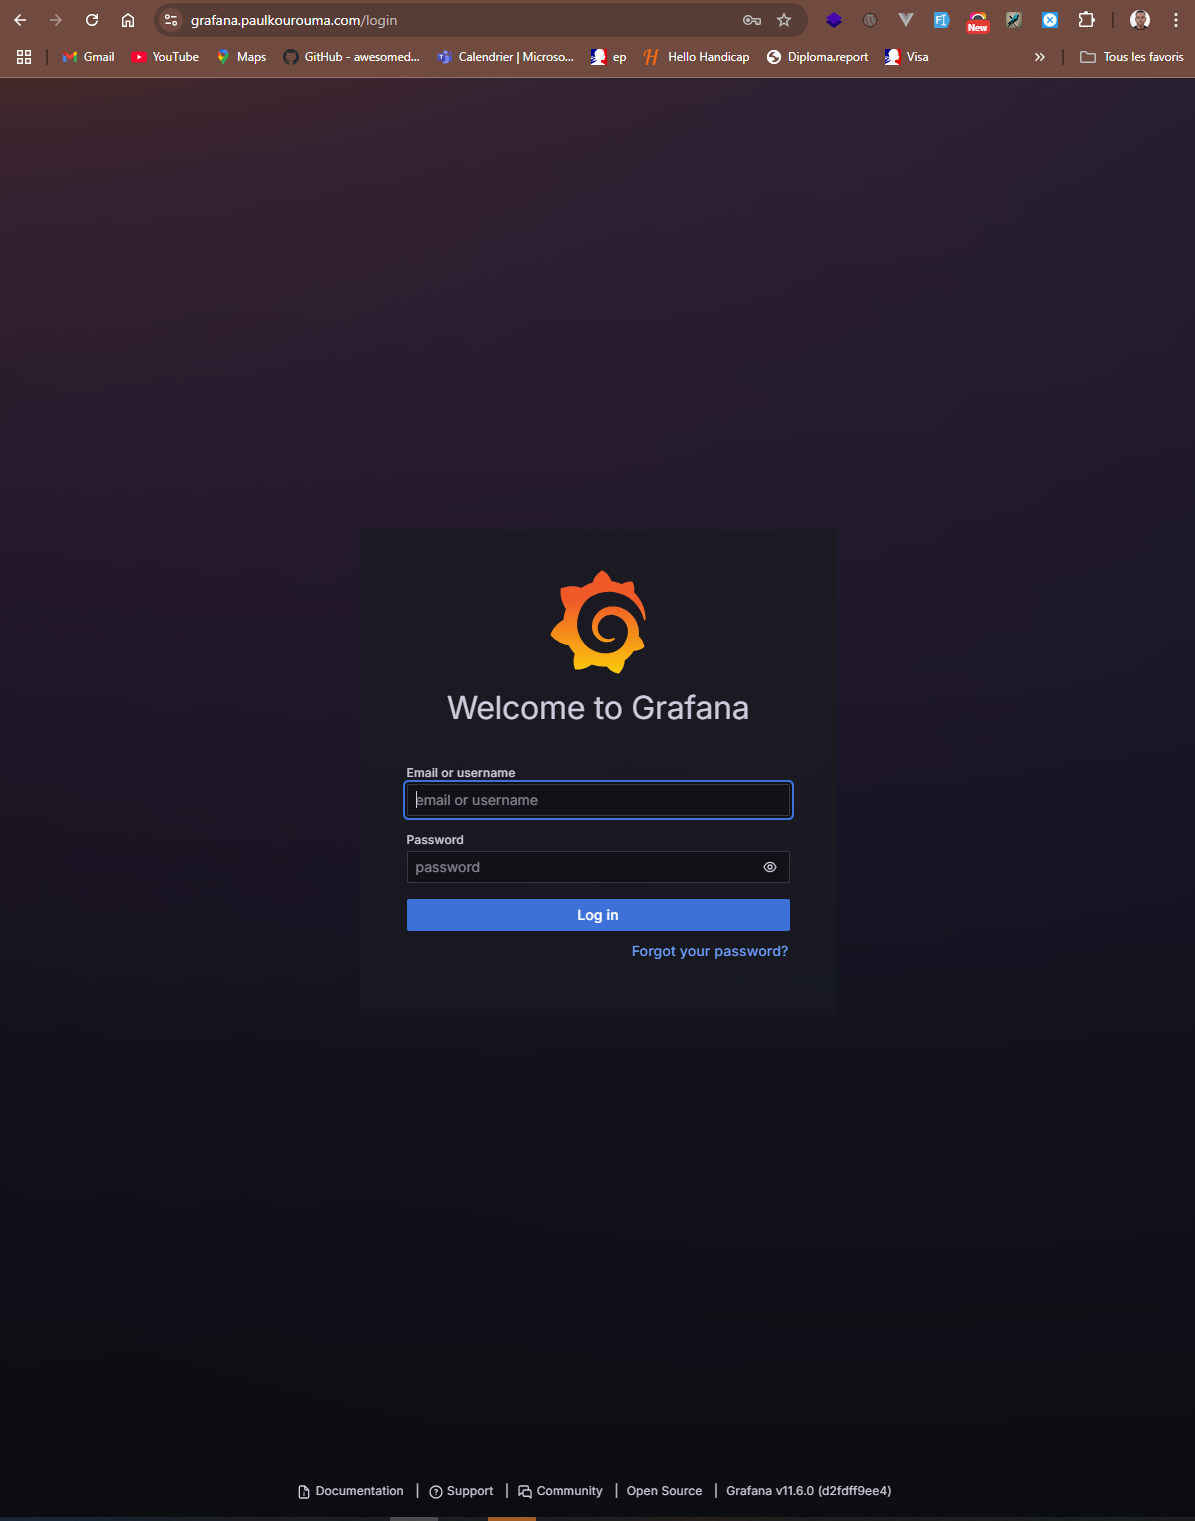 grafana.paulkourouma.com/login
New
Gmail
YouTube
Maps
GitHub - awesomed...
Calendrier | Microso...
ep
Hello Handicap
Diploma.report
Visa
Tous les favoris
Welcome to Grafana
Email or username
email or username
Password
password
Log in
Forgot your password?
Documentation | Support | Community | Open Source | Grafana v11.6.0 (d2fdff9ee4)